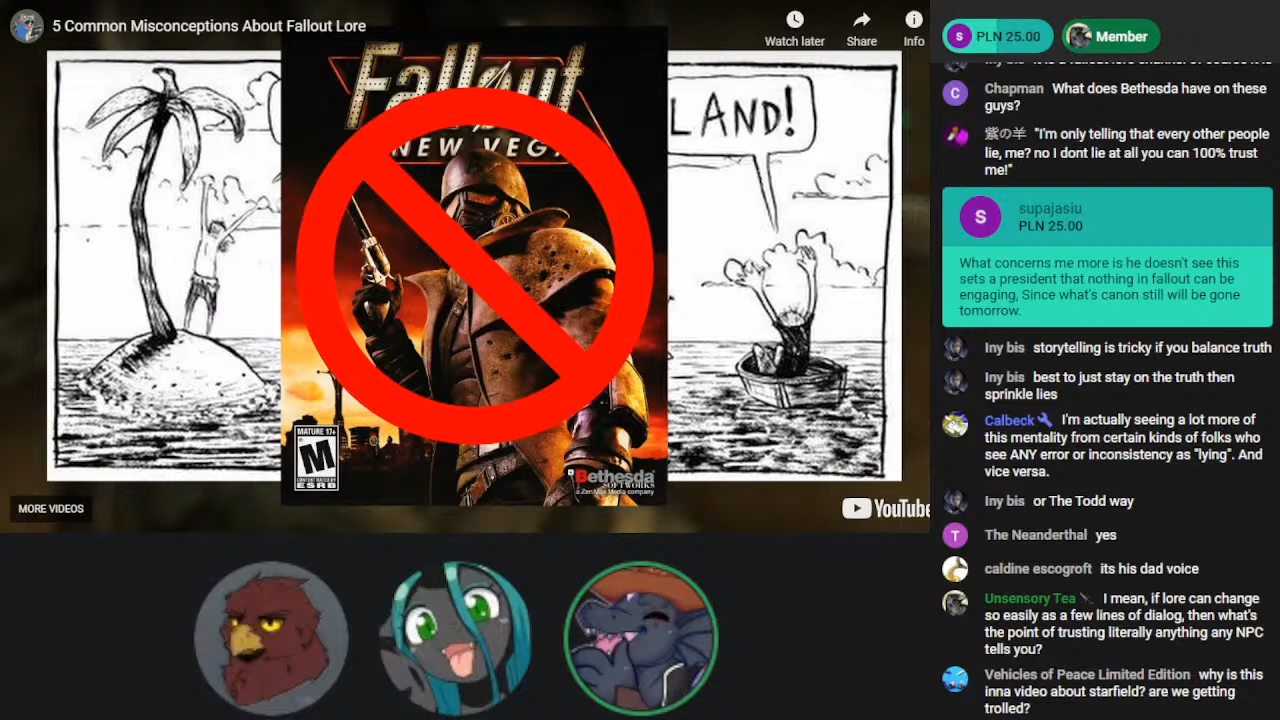 5 Common Misconceptions About Fallout Lore
Watch later
Share
Info
Fallout
NEW VEGA
LAND!
MATURE 17+
M
CONTENT RATED BY
ESRB
Bethesda
SOFTWORKS
a ZeniMax Media company
MORE VIDEOS
YouTube
S PLN 25.00
Member
C
Chapman What does Bethesda have on these
guys?
紫の羊 "I'm only telling that every other people
lie, me? no I dont lie at all you can 100% trust
me!"
S
supajasiu
PLN 25.00
What concerns me more is he doesn't see this
sets a president that nothing in fallout can be
engaging, Since what's canon still will be gone
tomorrow.
Iny bis storytelling is tricky if you balance truth
Iny bis best to just stay on the truth then
sprinkle lies
Calbeck I'm actually seeing a lot more of
this mentality from certain kinds of folks who
see ANY error or inconsistency as "lying". And
vice versa.
Iny bis or The Todd way
T
The Neanderthal yes
caldine escogroft its his dad voice
Unsensory Tea I mean, if lore can change
so easily as a few lines of dialog, then what's
the point of trusting literally anything any NPC
tells you?
Vehicles of Peace Limited Edition why is this
inna video about starfield? are we getting
trolled?